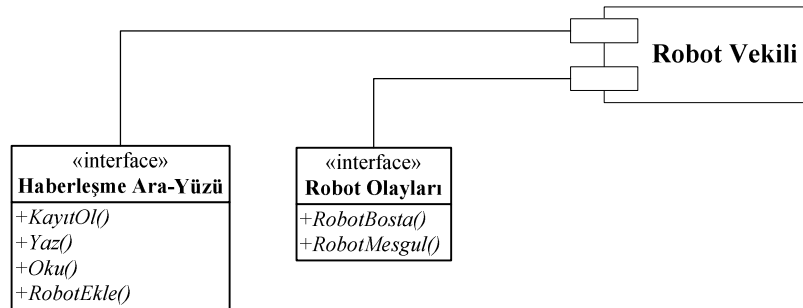 Robot Vekili
«interface»
Haberleşme Ara-Yüzü
+KayıtOl()
+Yaz()
+Oku()
+RobotEkle()
«interface»
Robot Olayları
+RobotBosta()
+RobotMesgul()